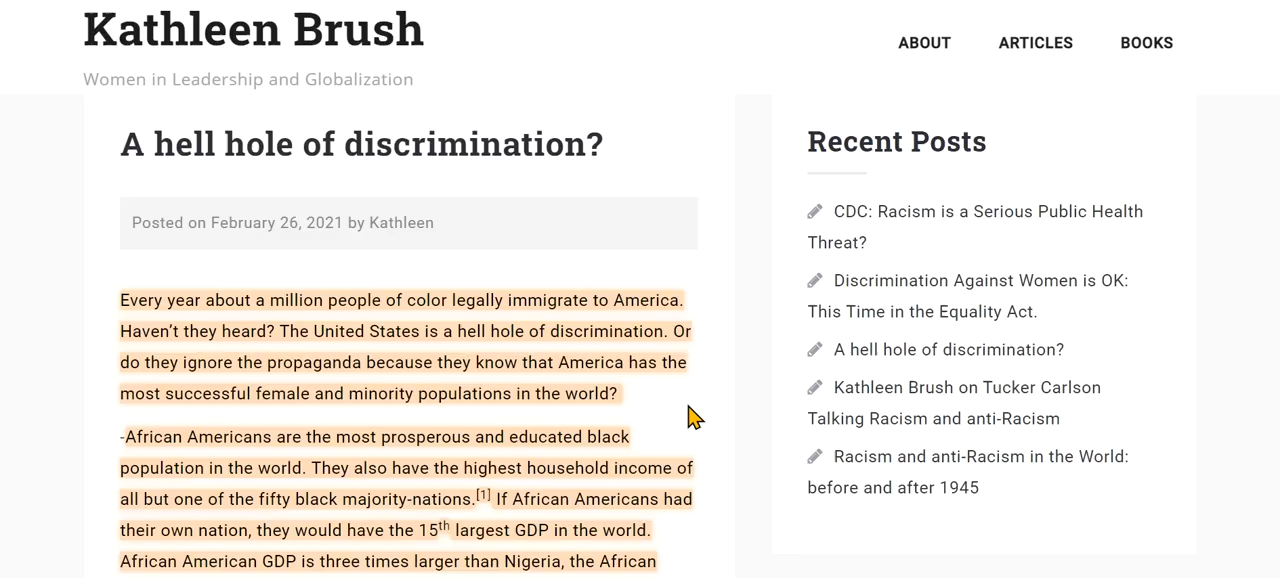 Kathleen Brush
Women in Leadership and Globalization
ABOUT ARTICLES BOOKS
A hell hole of discrimination?
Posted on February 26, 2021 by Kathleen
Every year about a million people of color legally immigrate to America.
Haven’t they heard? The United States is a hell hole of discrimination. Or
do they ignore the propaganda because they know that America has the
most successful female and minority populations in the world?
-African Americans are the most prosperous and educated black
population in the world. They also have the highest household income of
all but one of the fifty black majority-nations.[1] If African Americans had
their own nation, they would have the 15th largest GDP in the world.
African American GDP is three times larger than Nigeria, the African
Recent Posts
CDC: Racism is a Serious Public Health
Threat?
Discrimination Against Women is OK:
This Time in the Equality Act.
A hell hole of discrimination?
Kathleen Brush on Tucker Carlson
Talking Racism and anti-Racism
Racism and anti-Racism in the World:
before and after 1945